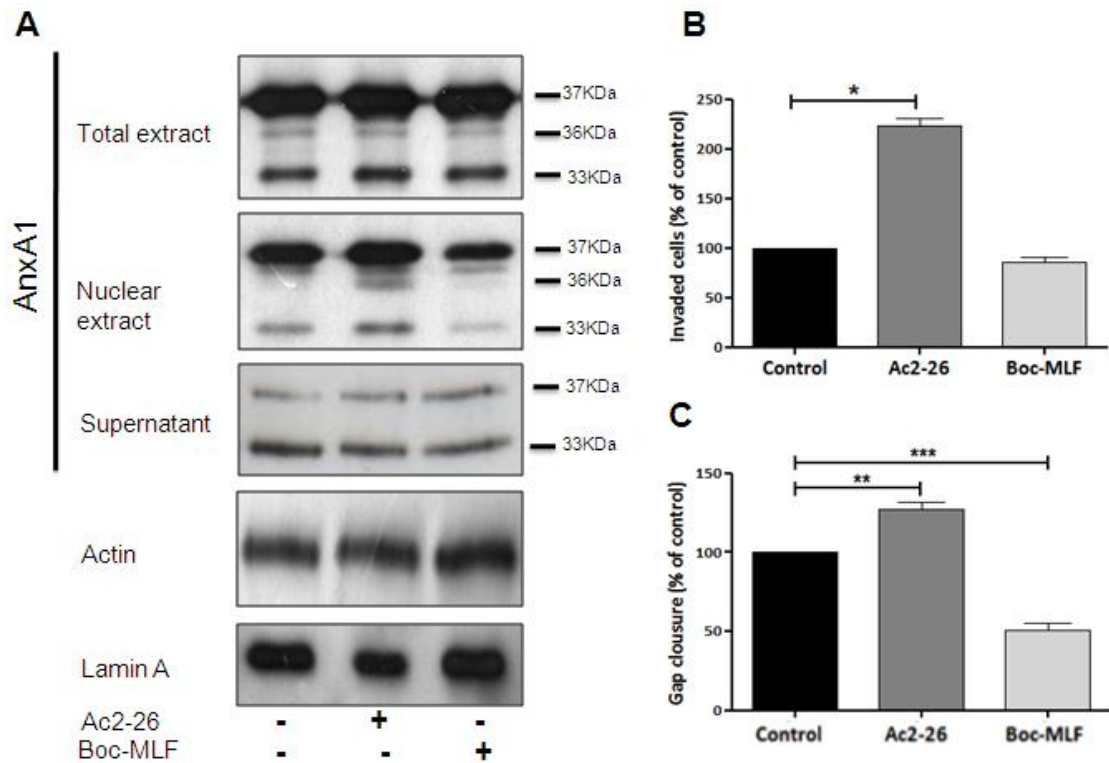 A
AnxA1
Total extract
37KDa
36KDa
33KDa
Nuclear
extract
37KDa
36KDa
33KDa
Supernatant
37KDa
33KDa
Actin
Lamin A
Ac2-26 - + -
Boc-MLF - - +
B
Invaded cells (% of control)
250
200
150
100
50
0
*
Control Ac2-26 Boc-MLF
C
Gap clousure (% of control)
150
100
50
0
***
**
Control Ac2-26 Boc-MLF